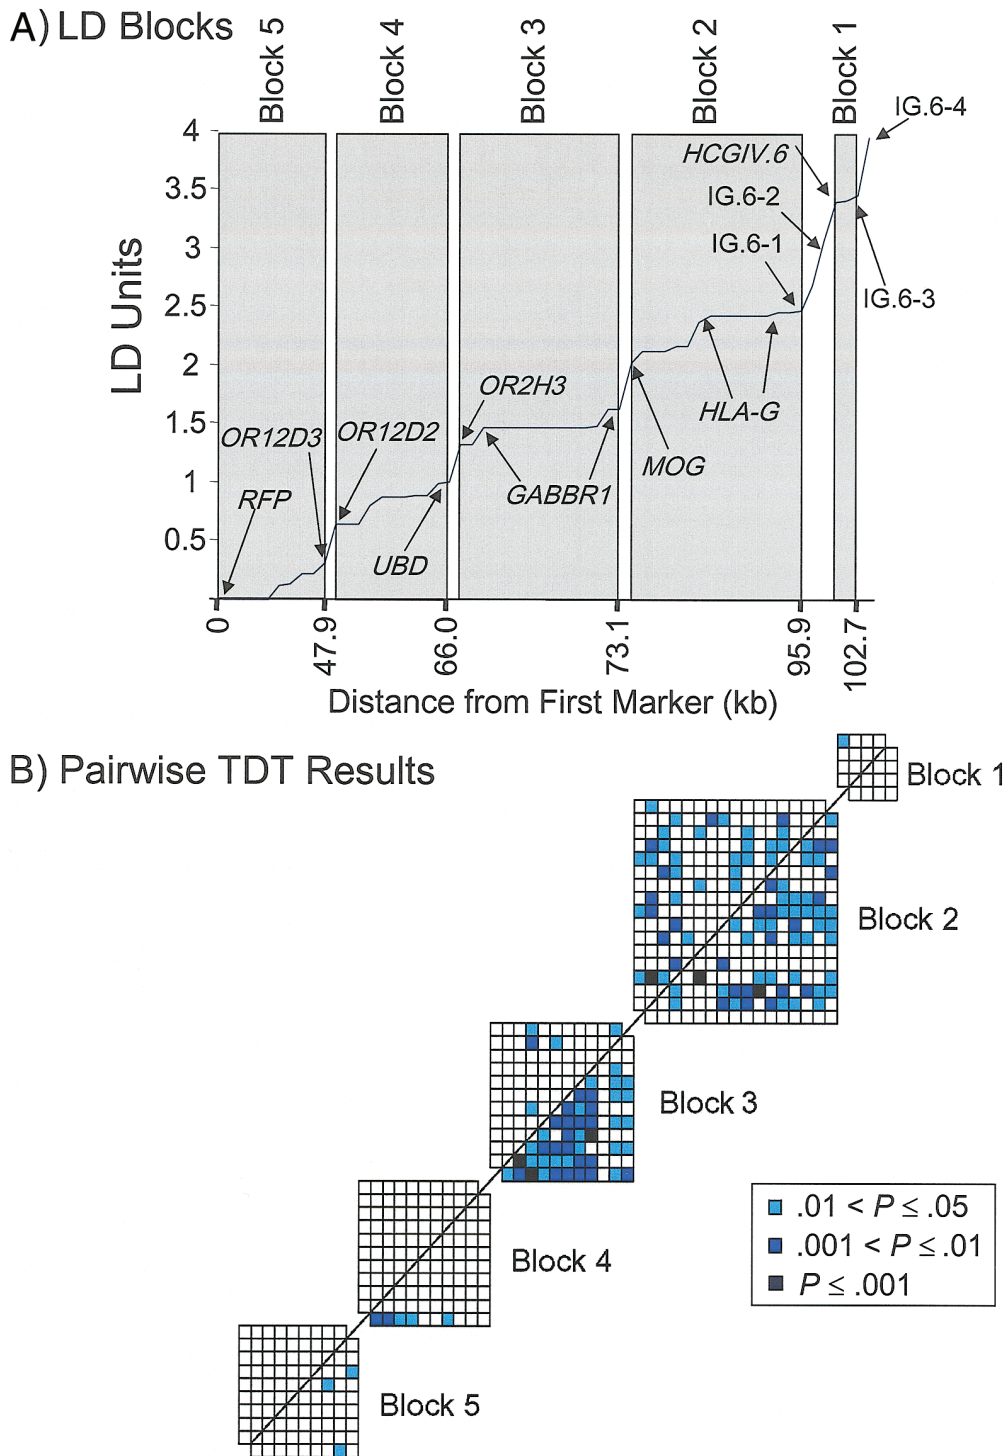 A) LD Blocks
Block 5
Block 4
Block 3
Block 2
Block 1
LD Units
4
3.5
3
2.5
2
1.5
1
0.5
IG.6-4
HCGIV.6
IG.6-2
IG.6-1
IG.6-3
OR2H3
HLA-G
OR12D3
OR12D2
MOG
RFP
GABBR1
UBD
0
47.9
66.0
73.1
95.9
102.7
Distance from First Marker (kb)
B) Pairwise TDT Results
Block 1
Block 2
Block 3
.01 < P ≤ .05
.001 < P ≤ .01
P ≤ .001
Block 4
Block 5